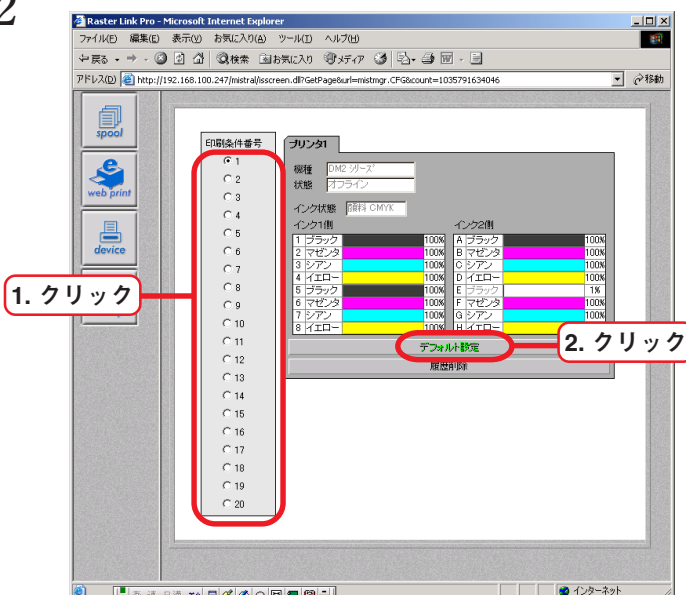 2
Raster Link Pro - Microsoft Internet Explorer
ファイル(F) 編集(E) 表示(V) お気に入り(A) ツール(T) ヘルプ(H)
戻る 検索 お気に入り メディア
アドレス(D) http://192.168.100.247/mistral/isscreen.dll?GetPage&url=mistmgr.CFG&count=1035791634046 移動
spool
web print
device
1. クリック
印刷条件番号
1
2
3
4
5
6
7
8
9
10
11
12
13
14
15
16
17
18
19
20
プリンタ1
機種 DM2 シリーズ
状態 オフライン
インク状態 顔料 CMYK
インク1側 インク2側
1 ブラック 100% A ブラック 100%
2 マゼンタ 100% B マゼンタ 100%
3 シアン 100% C シアン 100%
4 イエロー 100% D イエロー 100%
5 ブラック 100% E ブラック 1%
6 マゼンタ 100% F マゼンタ 100%
7 シアン 100% G シアン 100%
8 イエロー 100% H イエロー
デフォルト設定
2. クリック
履歴削除
インターネット